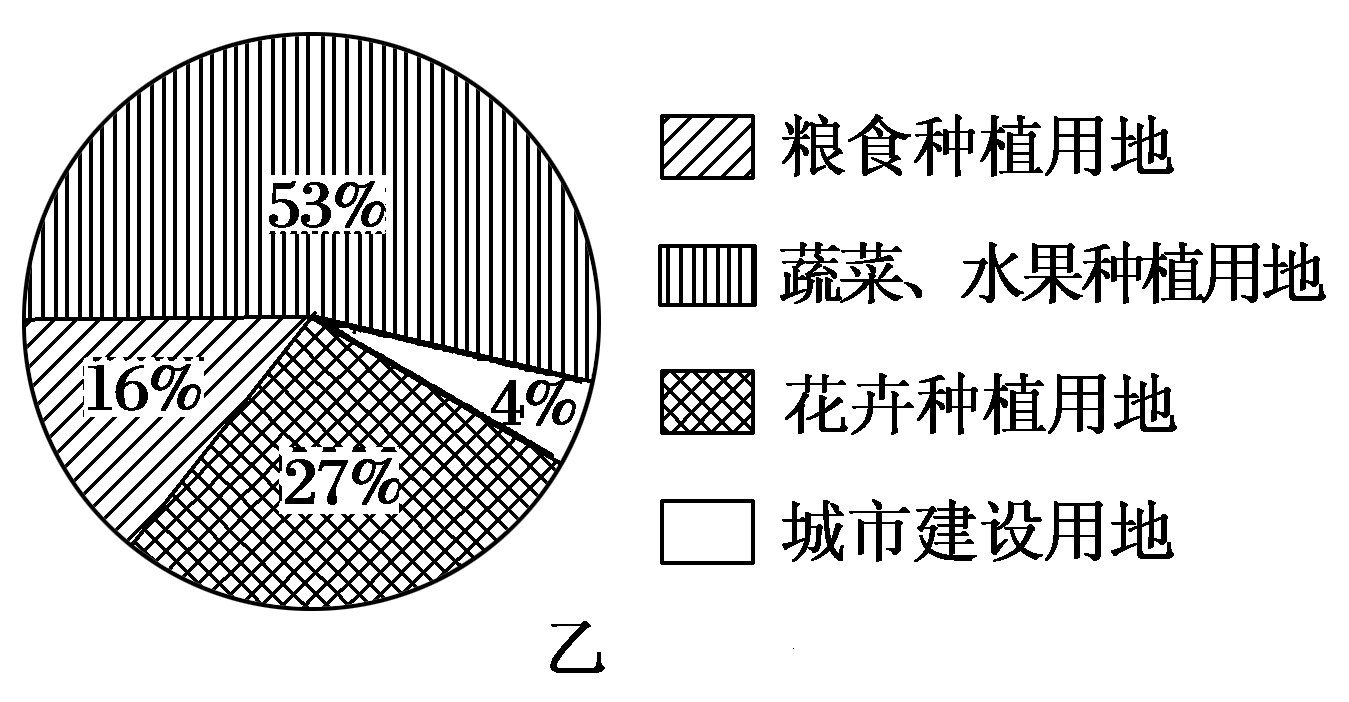 53%
16%
27%
4%
粮食种植用地
蔬菜、水果种植用地
花卉种植用地
城市建设用地
乙